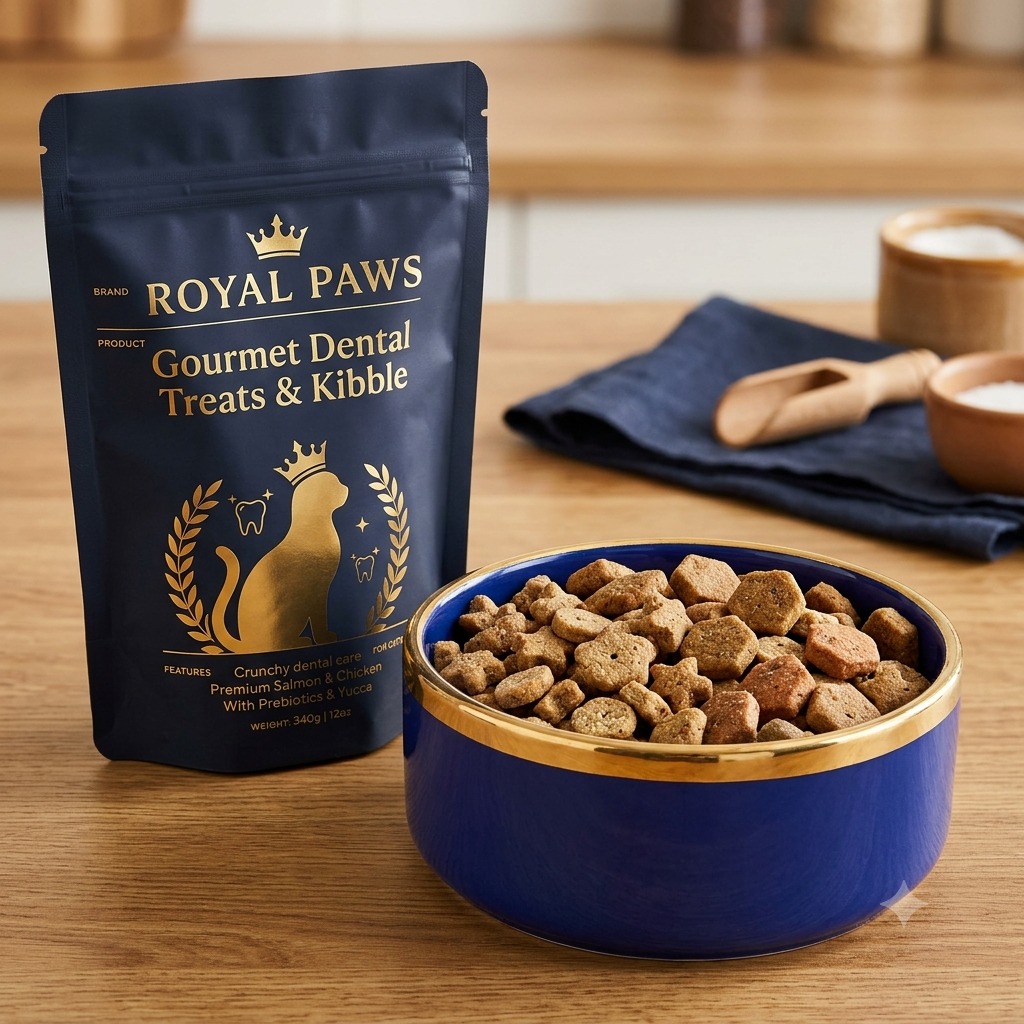 BRAND ROYAL PAWS
PRODUCT Gourmet Dental
Treats & Kibble
FEATURES Crunchy dental care
Premium Salmon & Chicken
With Prebiotics & Yucca
WEIGHT: 340g | 12oz
FOR